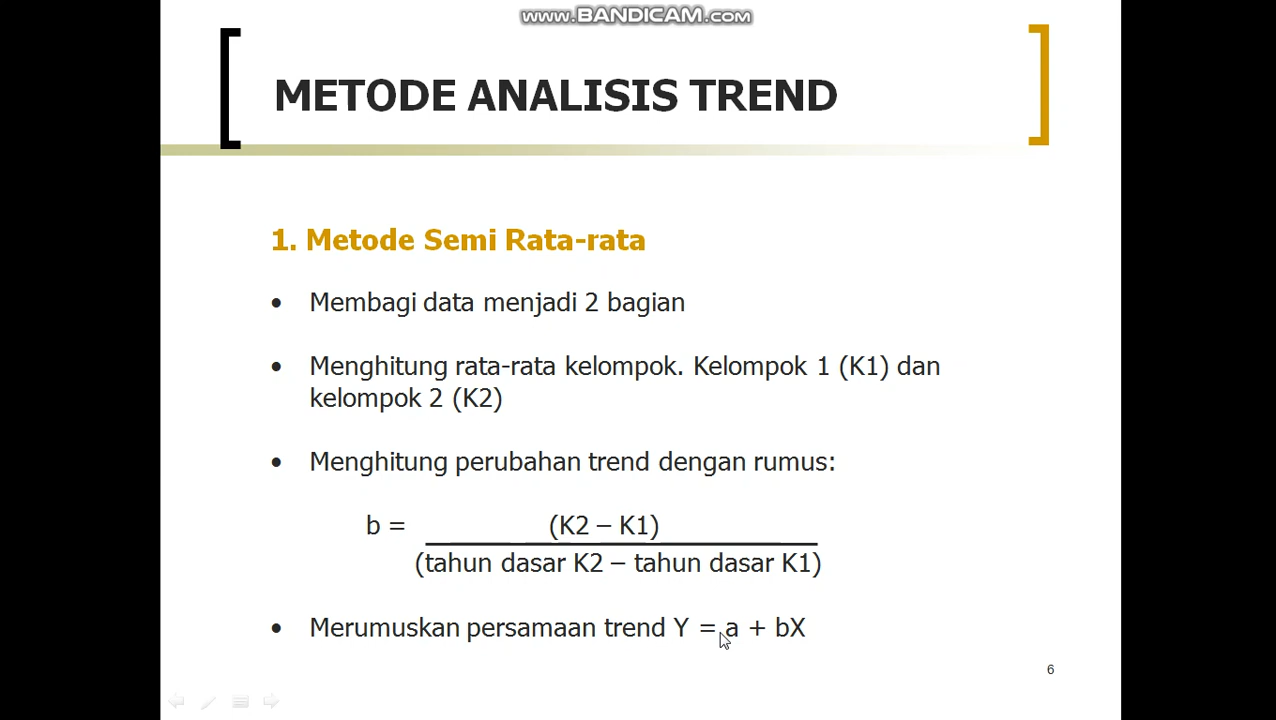 www.BANDICAM.com
METODE ANALISIS TREND
1. Metode Semi Rata-rata
• Membagi data menjadi 2 bagian
• Menghitung rata-rata kelompok. Kelompok 1 (K1) dan
kelompok 2 (K2)
• Menghitung perubahan trend dengan rumus:
b = (K2 – K1)
(tahun dasar K2 – tahun dasar K1)
• Merumuskan persamaan trend Y = a + bX
6